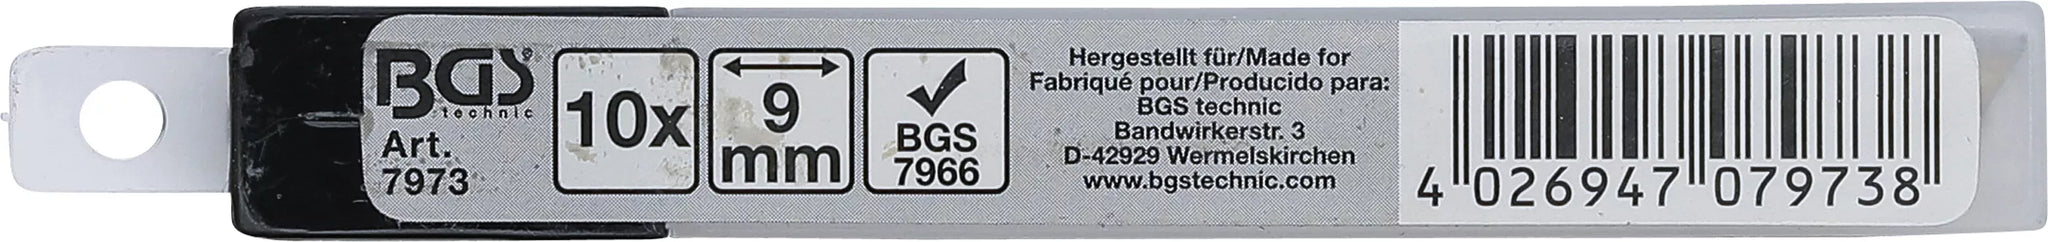 BGS®
technic
Art.
7973
10x
9
mm
BGS
7966
Hergestellt für/Made for
Fabriqué pour/Producido para:
BGS technic
Bandwirkerstr. 3
D-42929 Wermelskirchen
www.bgstechnic.com
4 026947 079738